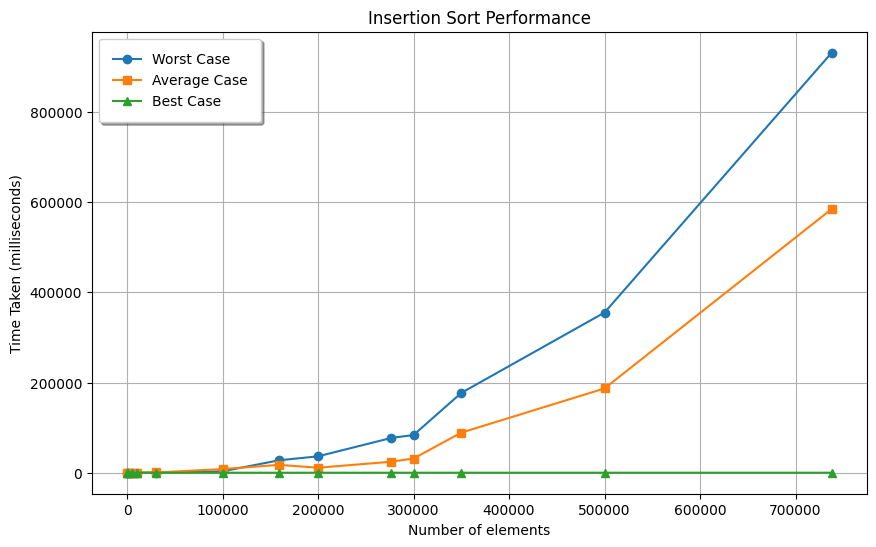 Insertion Sort Performance
Worst Case
Average Case
Best Case
Time Taken (milliseconds)
800000
600000
400000
200000
0
0
100000
200000
300000
400000
500000
600000
700000
Number of elements